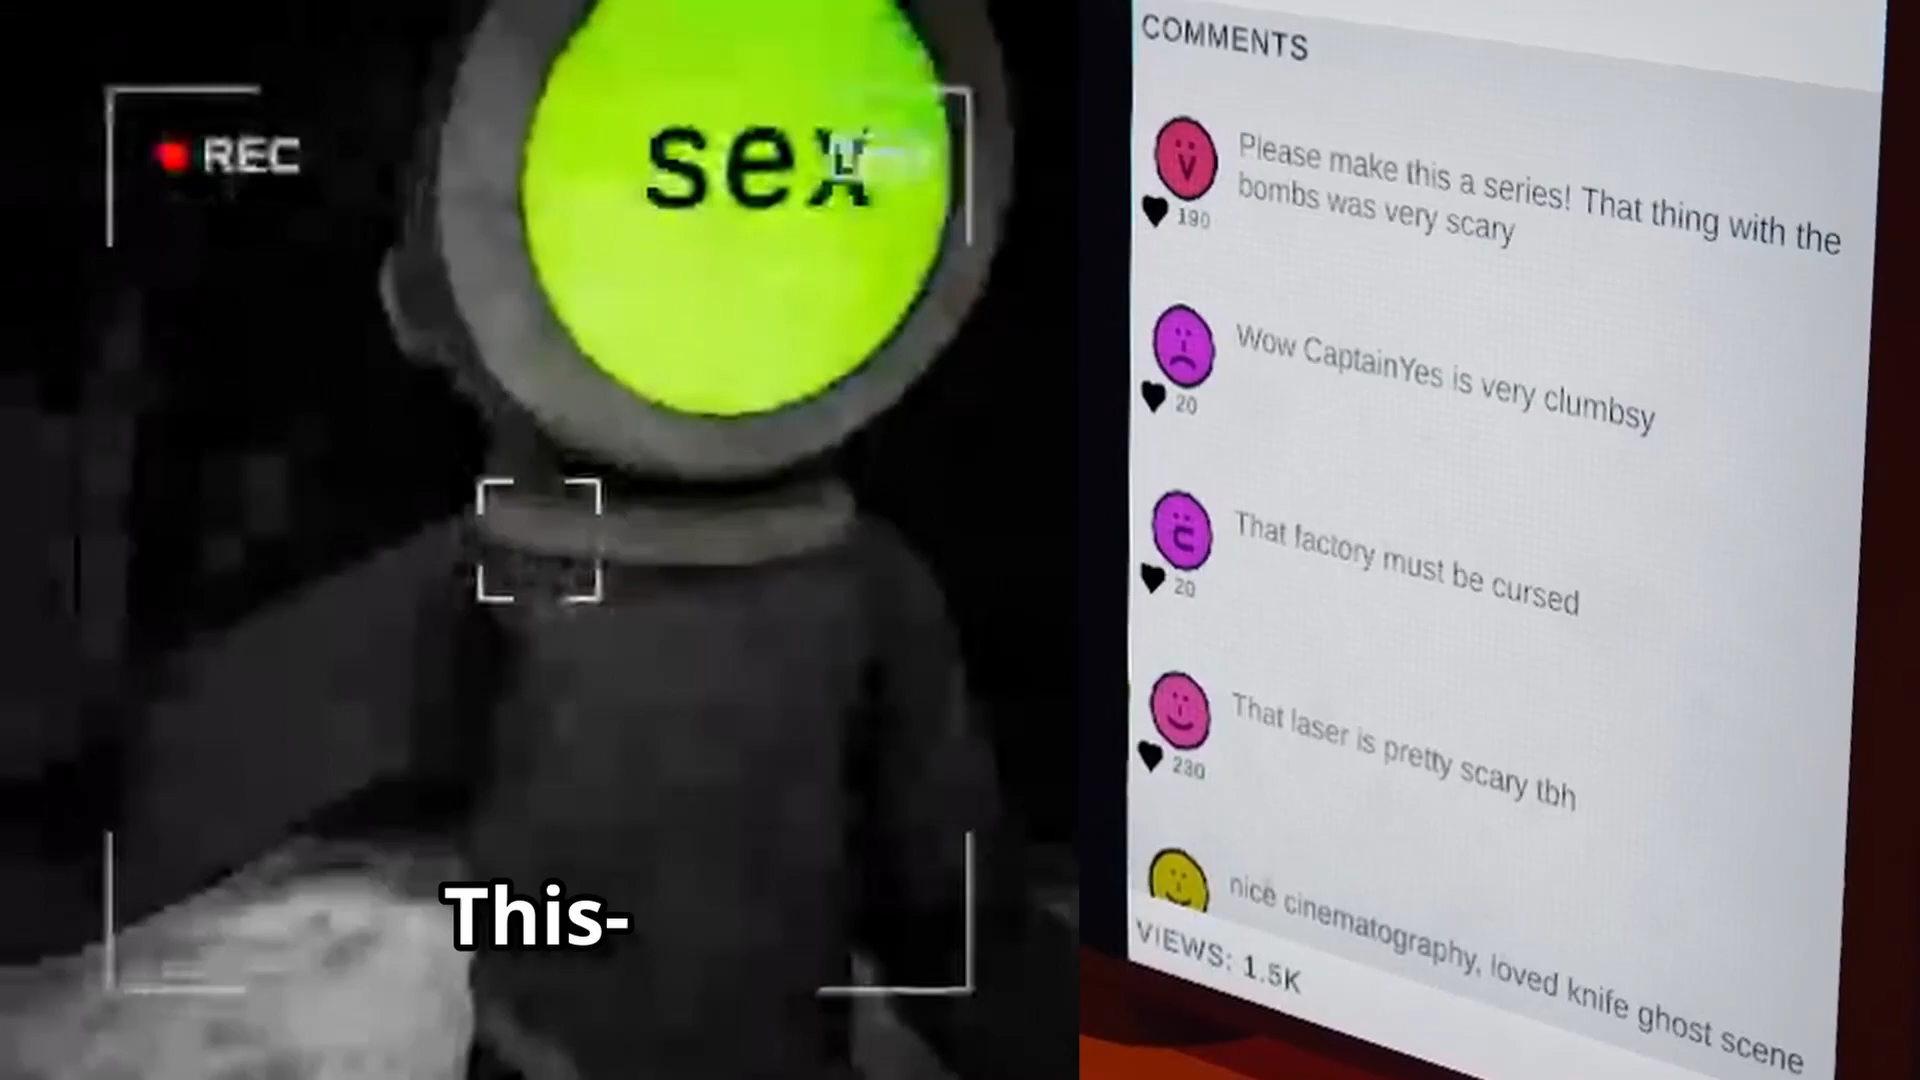 REC
sex
This-
COMMENTS
Please make this a series! That thing with the
bombs was very scary
190
Wow CaptainYes is very clumbsy
20
That factory must be cursed
20
That laser is pretty scary tbh
230
nice cinematography, loved knife ghost scene
VIEWS: 1.5K